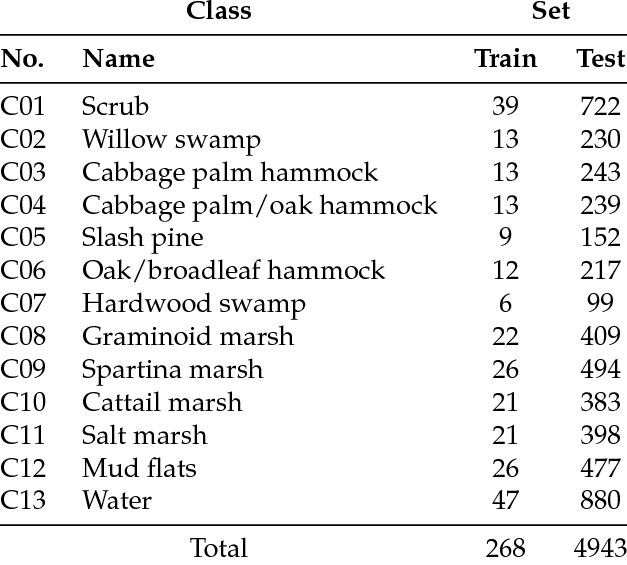 Class Set
No. Name Train Test
C01 Scrub 39 722
C02 Willow swamp 13 230
C03 Cabbage palm hammock 13 243
C04 Cabbage palm/oak hammock 13 239
C05 Slash pine 9 152
C06 Oak/broadleaf hammock 12 217
C07 Hardwood swamp 6 99
C08 Graminoid marsh 22 409
C09 Spartina marsh 26 494
C10 Cattail marsh 21 383
C11 Salt marsh 21 398
C12 Mud flats 26 477
C13 Water 47 880
Total 268 4943